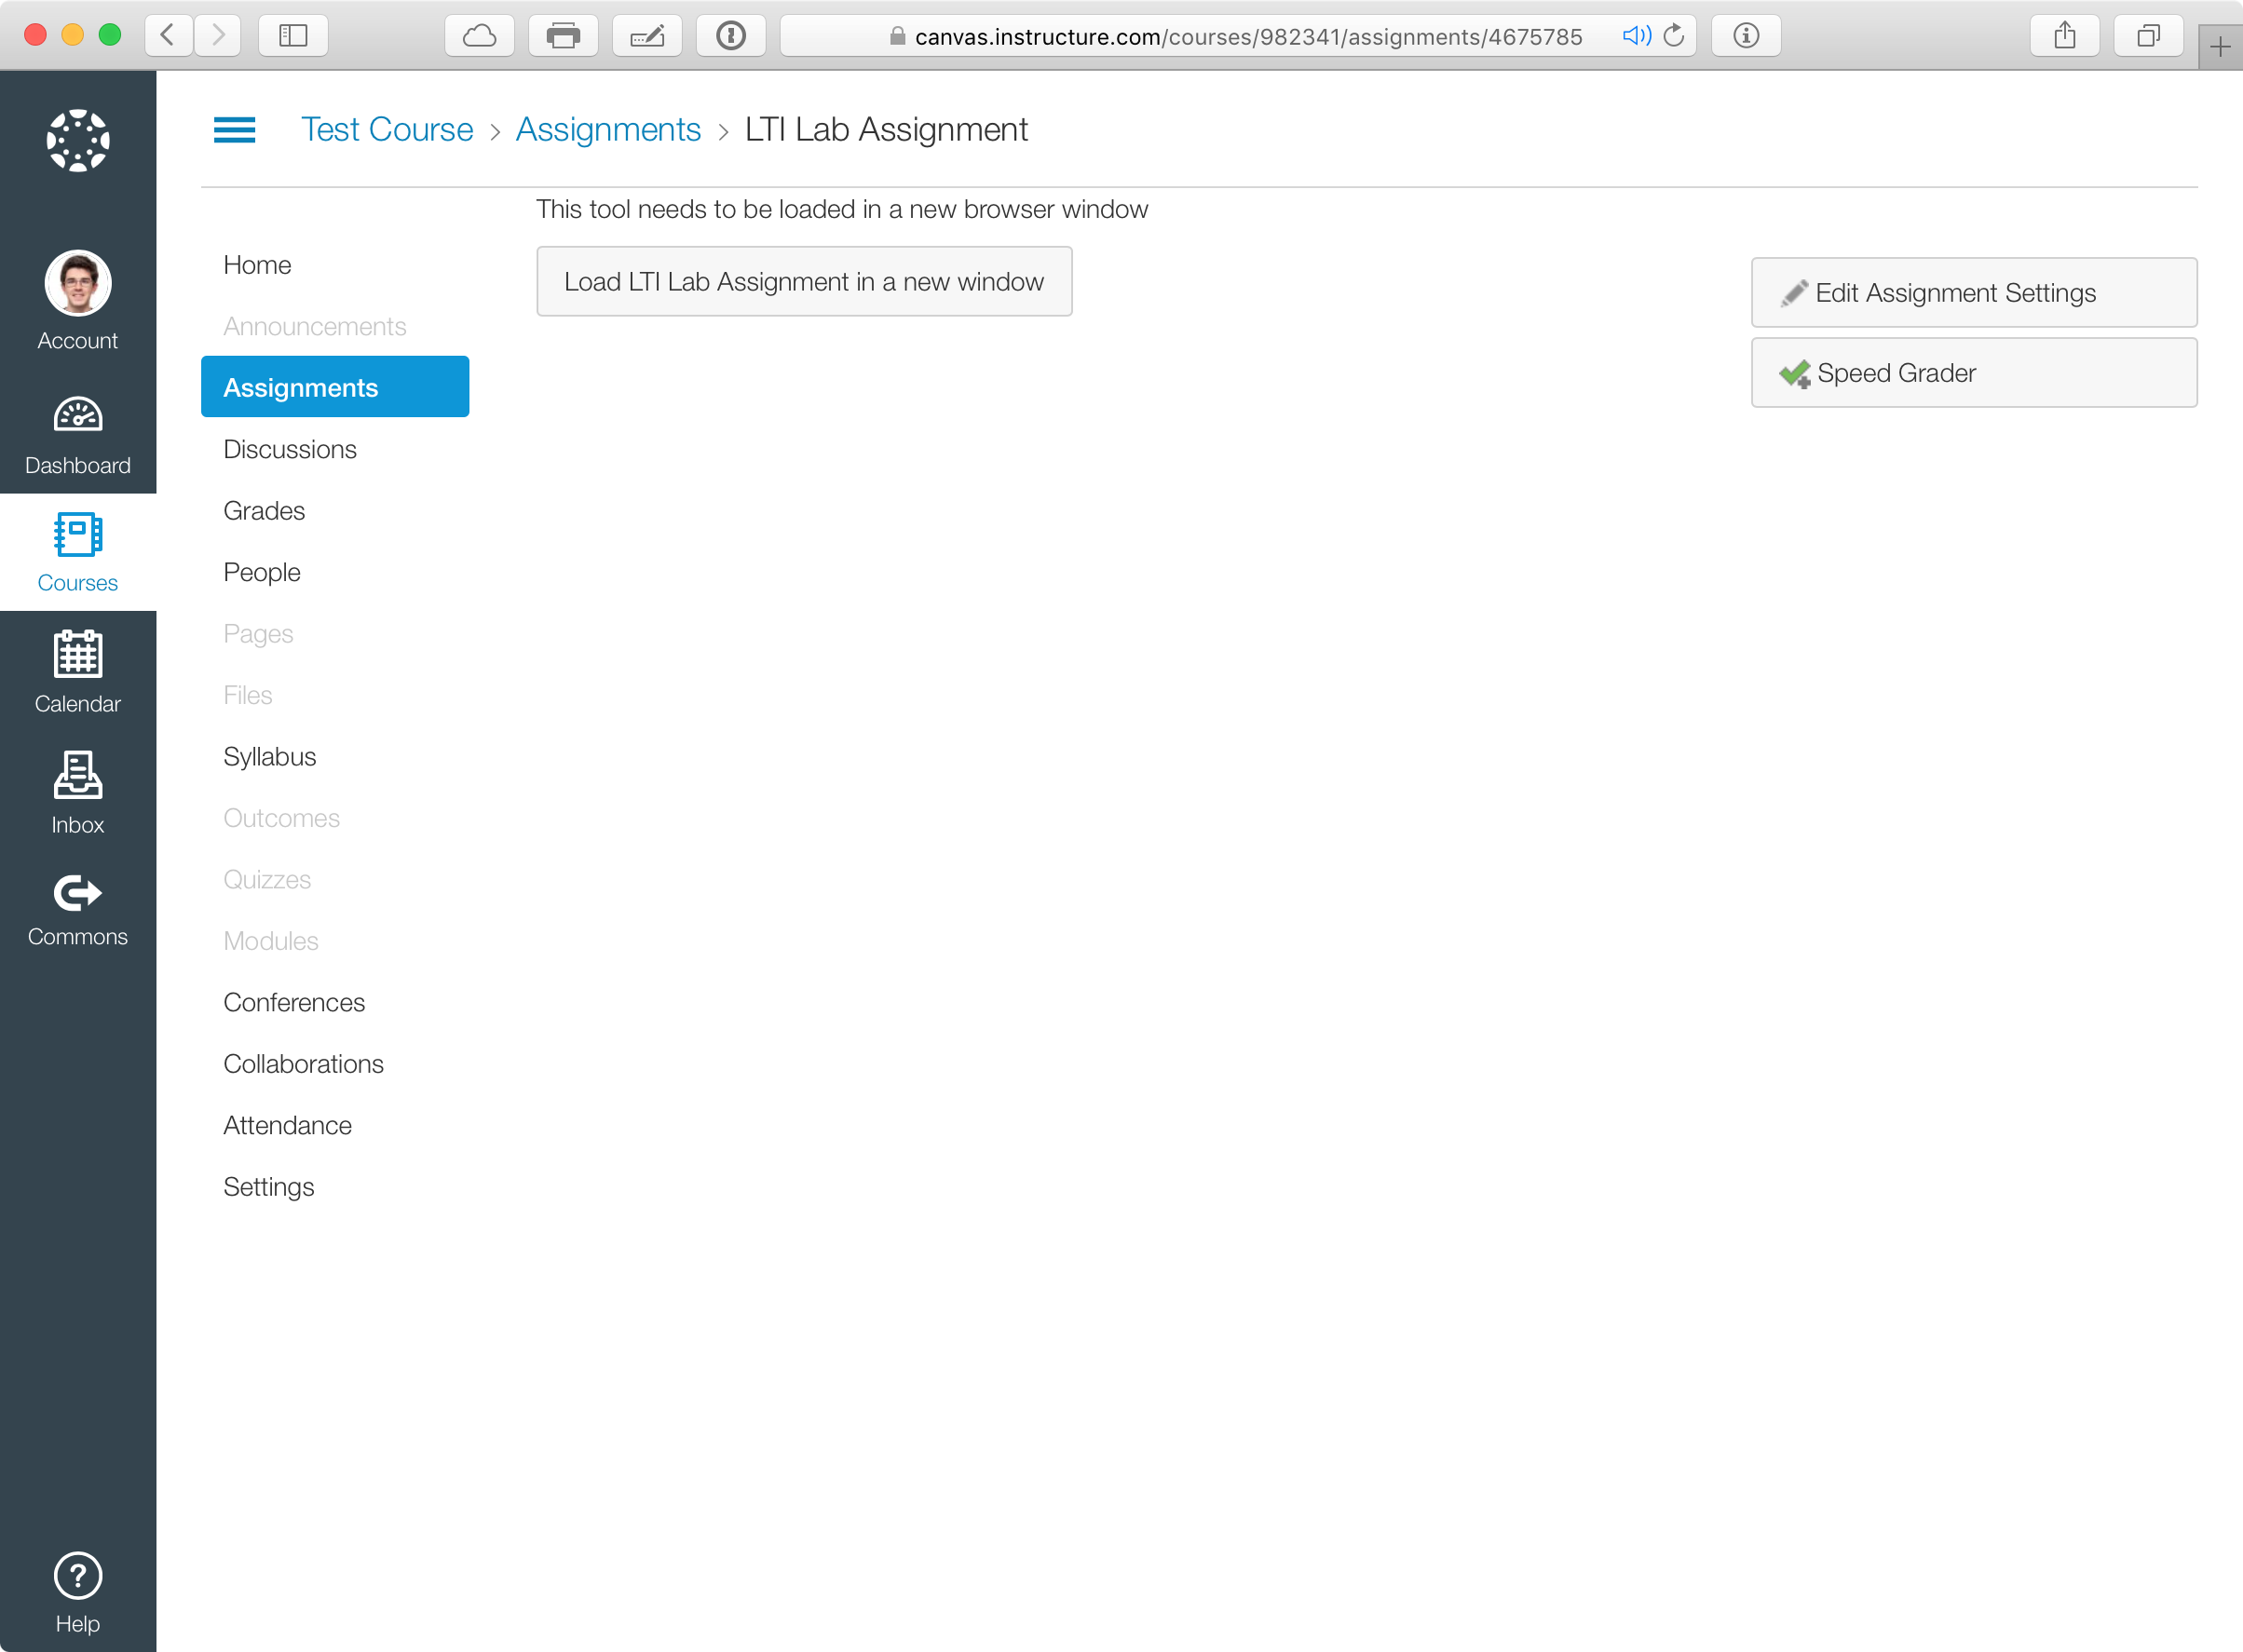 canvas.instructure.com/courses/982341/assignments/4675785
Test Course > Assignments > LTI Lab Assignment
This tool needs to be loaded in a new browser window
Load LTI Lab Assignment in a new window
Edit Assignment Settings
Speed Grader
Account
Dashboard
Courses
Calendar
Inbox
Commons
Help
Home
Announcements
Assignments
Discussions
Grades
People
Pages
Files
Syllabus
Outcomes
Quizzes
Modules
Conferences
Collaborations
Attendance
Settings